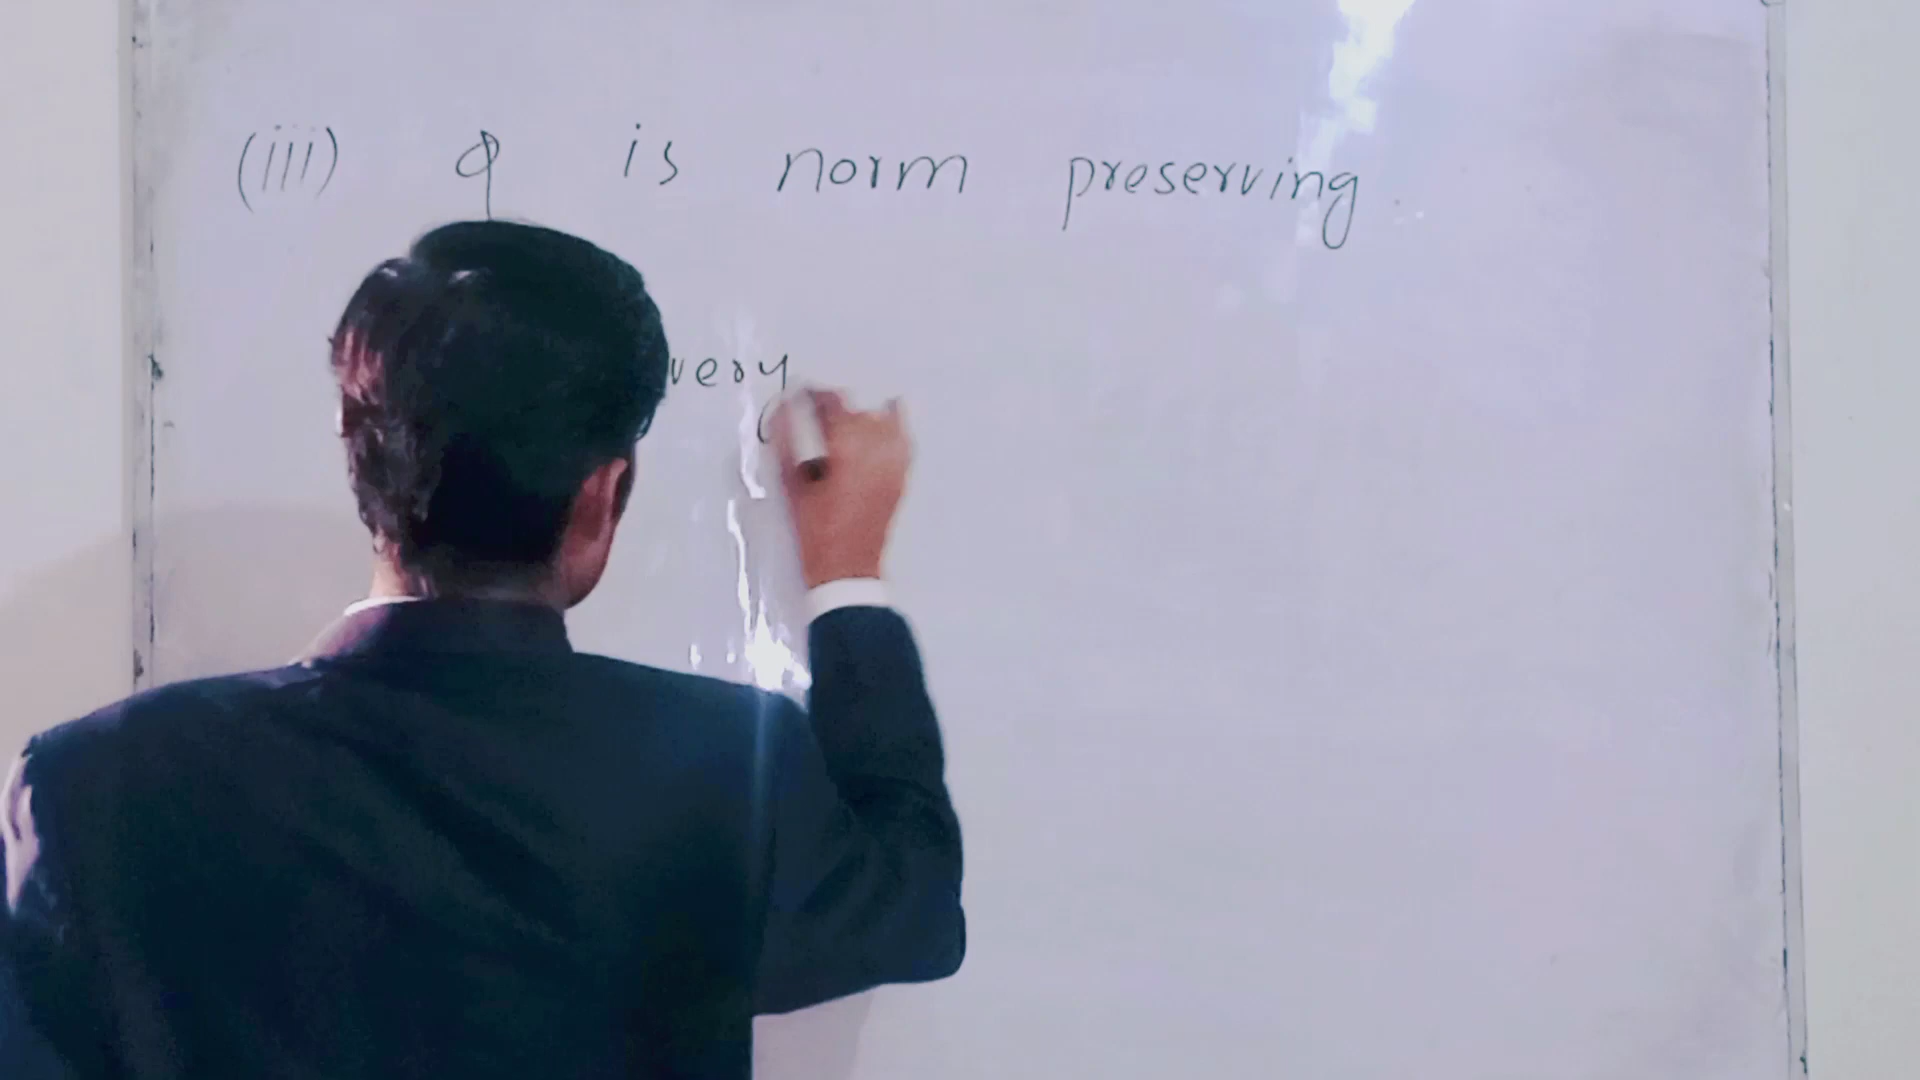 (iii) φ is norm preserving
very